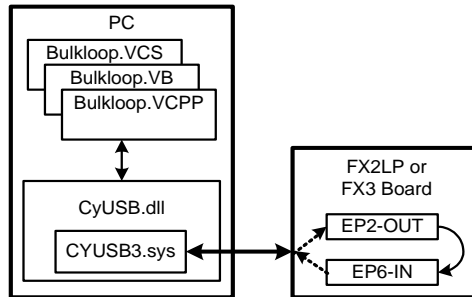 PC
Bulkloop.VCS
Bulkloop.VB
Bulkloop.VCPP
CyUSB.dll
CYUSB3.sys
FX2LP or
FX3 Board
EP2-OUT
EP6-IN